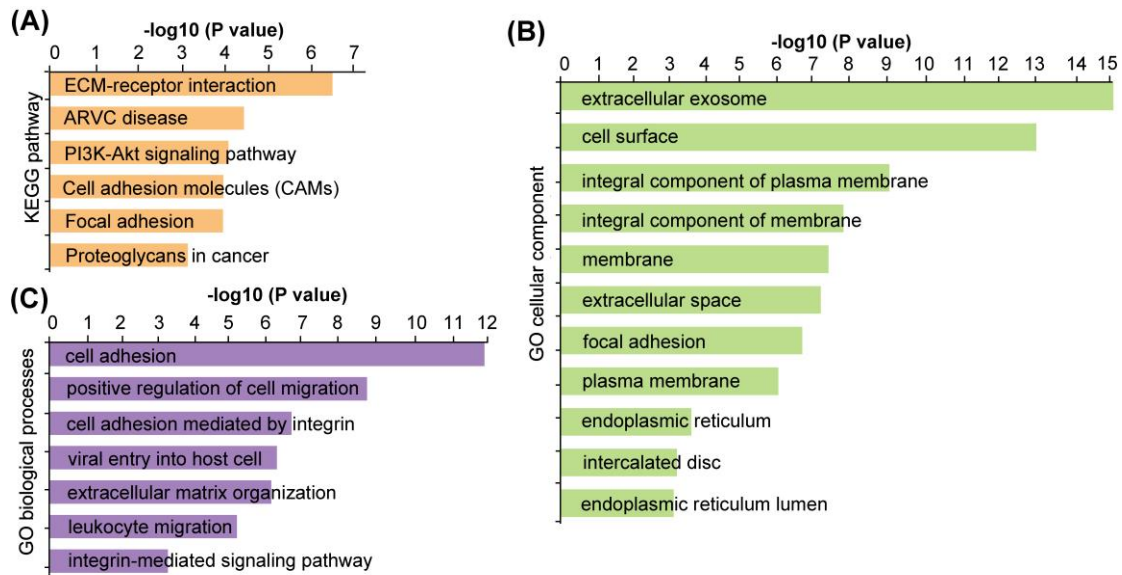 (A)
-log10 (P value)
0 1 2 3 4 5 6 7
KEGG pathway
ECM-receptor interaction
ARVC disease
PI3K-Akt signaling pathway
Cell adhesion molecules (CAMs)
Focal adhesion
Proteoglycans in cancer
(B)
-log10 (P value)
0 1 2 3 4 5 6 7 8 9 10 11 12 13 14 15
GO cellular component
extracellular exosome
cell surface
integral component of plasma membrane
integral component of membrane
membrane
extracellular space
focal adhesion
plasma membrane
endoplasmic reticulum
intercalated disc
endoplasmic reticulum lumen
(C)
-log10 (P value)
0 1 2 3 4 5 6 7 8 9 10 11 12
GO biological processes
cell adhesion
positive regulation of cell migration
cell adhesion mediated by integrin
viral entry into host cell
extracellular matrix organization
leukocyte migration
integrin-mediated signaling pathway